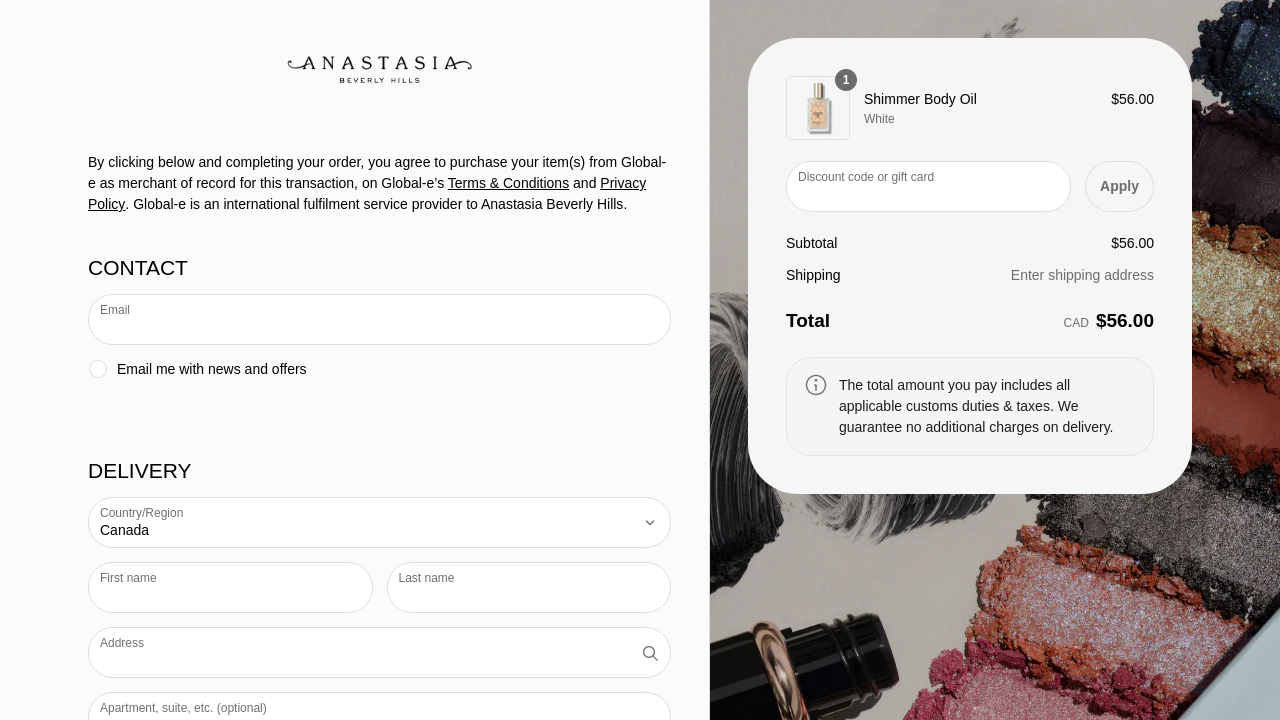 ANASTASIA
BEVERLY HILLS
By clicking below and completing your order, you agree to purchase your item(s) from Global-
e as merchant of record for this transaction, on Global-e's Terms & Conditions and Privacy
Policy. Global-e is an international fulfilment service provider to Anastasia Beverly Hills.
CONTACT
Email
Email me with news and offers
DELIVERY
Country/Region
Canada
First name
Last name
Address
Apartment, suite, etc. (optional)
1
Shimmer Body Oil $56.00
White
Discount code or gift card
Apply
Subtotal $56.00
Shipping Enter shipping address
Total CAD $56.00
The total amount you pay includes all
applicable customs duties & taxes. We
guarantee no additional charges on delivery.